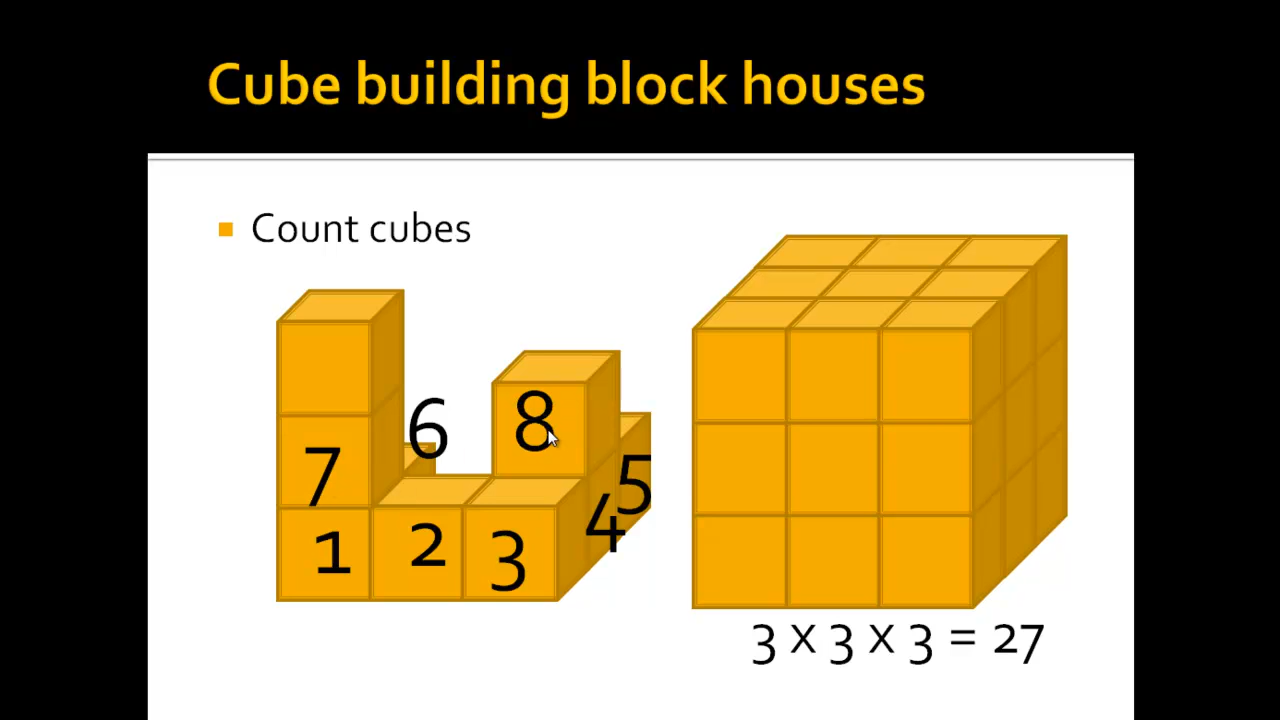 Cube building block houses
Count cubes
6
8
7
5
4
1
2
3
3 x 3 x 3 = 27